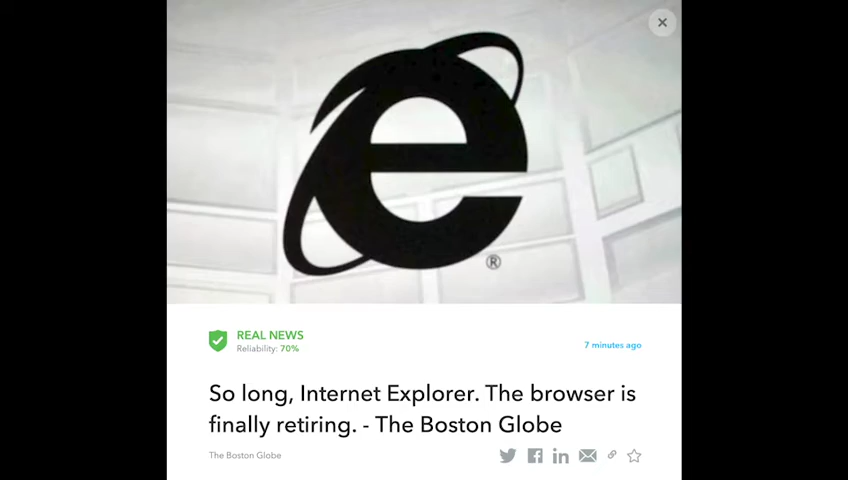 e
®
REAL NEWS
Reliability: 70%
7 minutes ago
So long, Internet Explorer. The browser is
finally retiring. - The Boston Globe
The Boston Globe